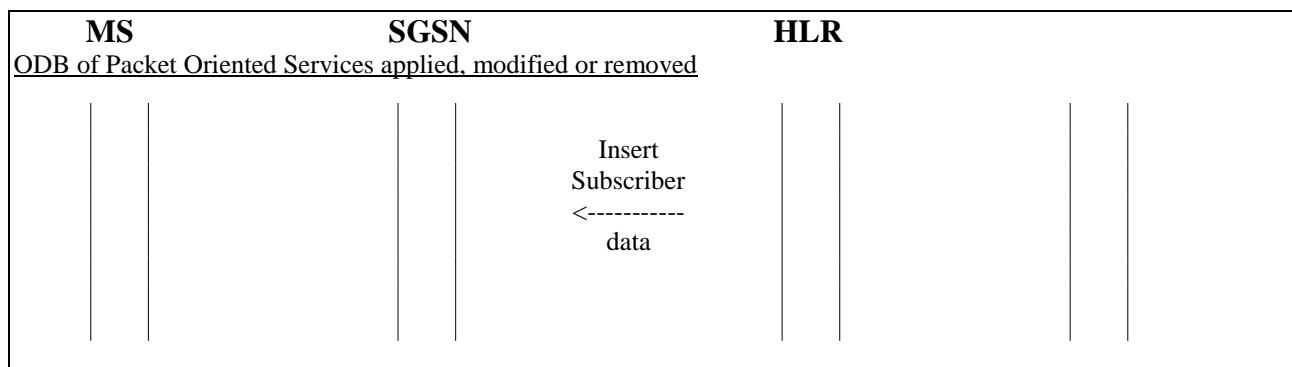 MS SGSN HLR
ODB of Packet Oriented Services applied, modified or removed
Insert
Subscriber
<-----------
data